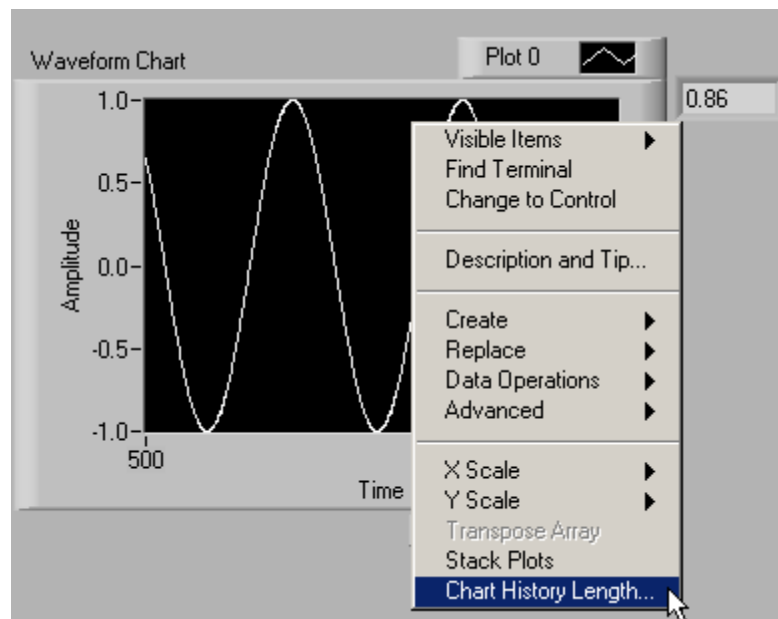 Waveform Chart
Plot 0
0.86
1.0
0.5
0.0
-0.5
-1.0
Amplitude
500
Time
Visible Items
Find Terminal
Change to Control
Description and Tip...
Create
Replace
Data Operations
Advanced
X Scale
Y Scale
Transpose Array
Stack Plots
Chart History Length...